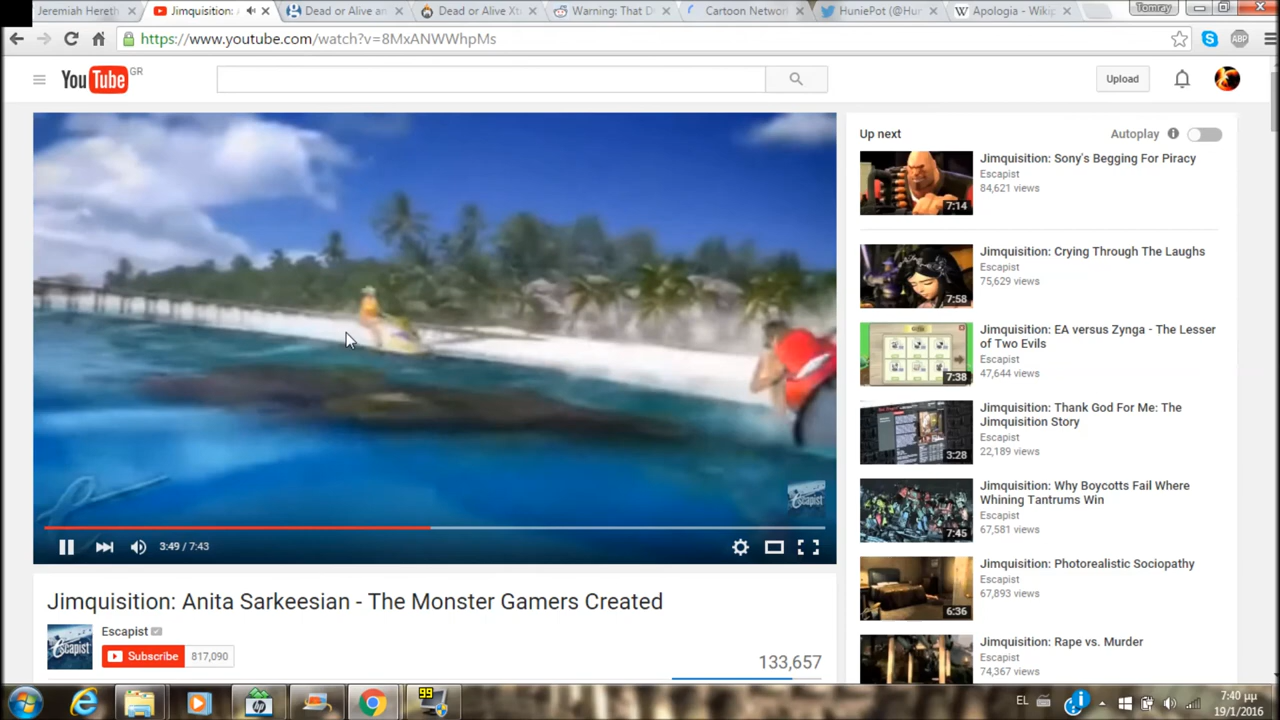 Jeremiah Hereth
Jimquisition: A
Dead or Alive an
Dead or Alive Xt
Warning: That D
Cartoon Networ
HuniePot (@Hun
Apologia - Wikip
Tomray
https://www.youtube.com/watch?v=8MxANWWhpMs
ABP
YouTube GR
Upload
Escapist
3:49 / 7:43
Up next
Autoplay
Jimquisition: Sony's Begging For Piracy
Escapist
84,621 views
7:14
Jimquisition: Crying Through The Laughs
Escapist
75,629 views
7:58
Jimquisition: EA versus Zynga - The Lesser
of Two Evils
Escapist
47,644 views
7:38
Jimquisition: Thank God For Me: The
Jimquisition Story
Escapist
22,189 views
3:28
Jimquisition: Why Boycotts Fail Where
Whining Tantrums Win
Escapist
67,581 views
7:45
Jimquisition: Photorealistic Sociopathy
Escapist
67,893 views
6:36
Jimquisition: Rape vs. Murder
Escapist
74,367 views
Jimquisition: Anita Sarkeesian - The Monster Gamers Created
escapist
Escapist
Subscribe 817,090
133,657
99
EL
7:40 μμ
19/1/2016